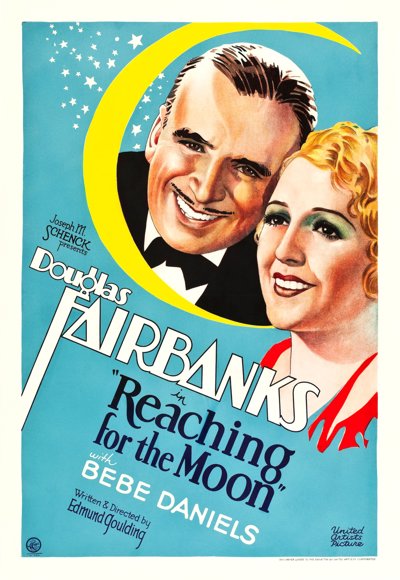 Joseph M.
SCHENCK
presents
Douglas
FAIRBANKS
in
"Reaching
for the Moon"
with
BEBE DANIELS
Written & Directed by
Edmund Goulding
United
Artists
Picture